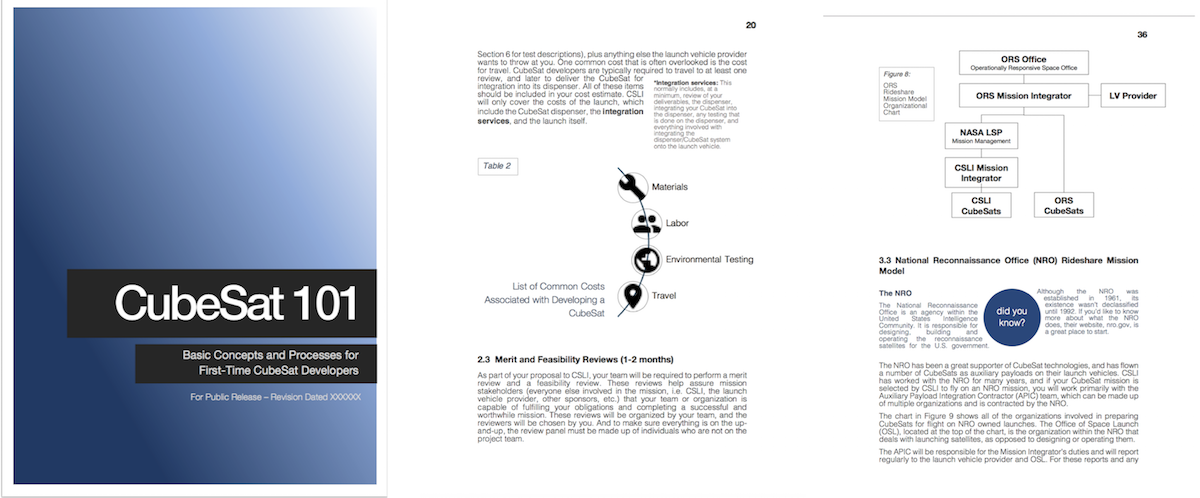 CubeSat 101
Basic Concepts and Processes for
First-Time CubeSat Developers
For Public Release – Revision Dated XXXXXX
20
Section 6 for test descriptions), plus anything else the launch vehicle provider
wants to throw at you. One common cost that is often overlooked is the cost
for travel. CubeSat developers are typically required to travel to at least one
review, and later to deliver the CubeSat for
integration into its dispenser. All of these items
should be included in your cost estimate. CSLI
will only cover the costs of the launch, which
include the CubeSat dispenser, the integration
services, and the launch itself.
*Integration services: This
normally includes, at a
minimum, review of your
deliverables, the dispenser,
integrating your CubeSat into
the dispenser, any testing that
is done on the dispenser, and
everything involved with
integrating the
dispenser/CubeSat system
onto the launch vehicle.
Table 2
Materials
Labor
Environmental Testing
Travel
List of Common Costs
Associated with Developing a
CubeSat
2.3 Merit and Feasibility Reviews (1-2 months)
As part of your proposal to CSLI, your team will be required to perform a merit
review and a feasibility review. These reviews help assure mission
stakeholders (everyone else involved in the mission, i.e. CSLI, the launch
vehicle provider, other sponsors, etc.) that your team or organization is
capable of fulfilling your obligations and completing a successful and
worthwhile mission. These reviews will be organized by your team, and the
reviewers will be chosen by you. And to make sure everything is on the up-
and-up, the review panel must be made up of individuals who are not on the
project team.
36
Figure 8:
ORS
Rideshare
Mission Model
Organizational
Chart
ORS Office
Operationally Responsive Space Office
ORS Mission Integrator
LV Provider
NASA LSP
Mission Management
CSLI Mission
Integrator
CSLI
CubeSats
ORS
CubeSats
3.3 National Reconnaissance Office (NRO) Rideshare Mission
Model
The NRO
The National Reconnaissance
Office is an agency within the
United States Intelligence
Community. It is responsible for
designing, building and
operating the reconnaissance
satellites for the U.S. government.
did you
know?
Although the NRO was
established in 1961, its
existence wasn't declassified
until 1992. If you'd like to know
more about what the NRO
does, their website, nro.gov, is
a great place to start.
The NRO has been a great supporter of CubeSat technologies, and has flown
a number of CubeSats as auxiliary payloads on their launch vehicles. CSLI
has worked with the NRO for many years, and if your CubeSat mission is
selected by CSLI to fly on an NRO mission, you will work primarily with the
Auxiliary Payload Integration Contractor (APIC) team, which can be made up
of multiple organizations and is contracted by the NRO.
The chart in Figure 9 shows all of the organizations involved in preparing
CubeSats for flight on NRO owned launches. The Office of Space Launch
(OSL), located at the top of the chart, is the organization within the NRO that
deals with launching satellites, as opposed to designing or operating them.
The APIC will be responsible for the Mission Integrator's duties and will report
regularly to the launch vehicle provider and OSL. For these reports and any